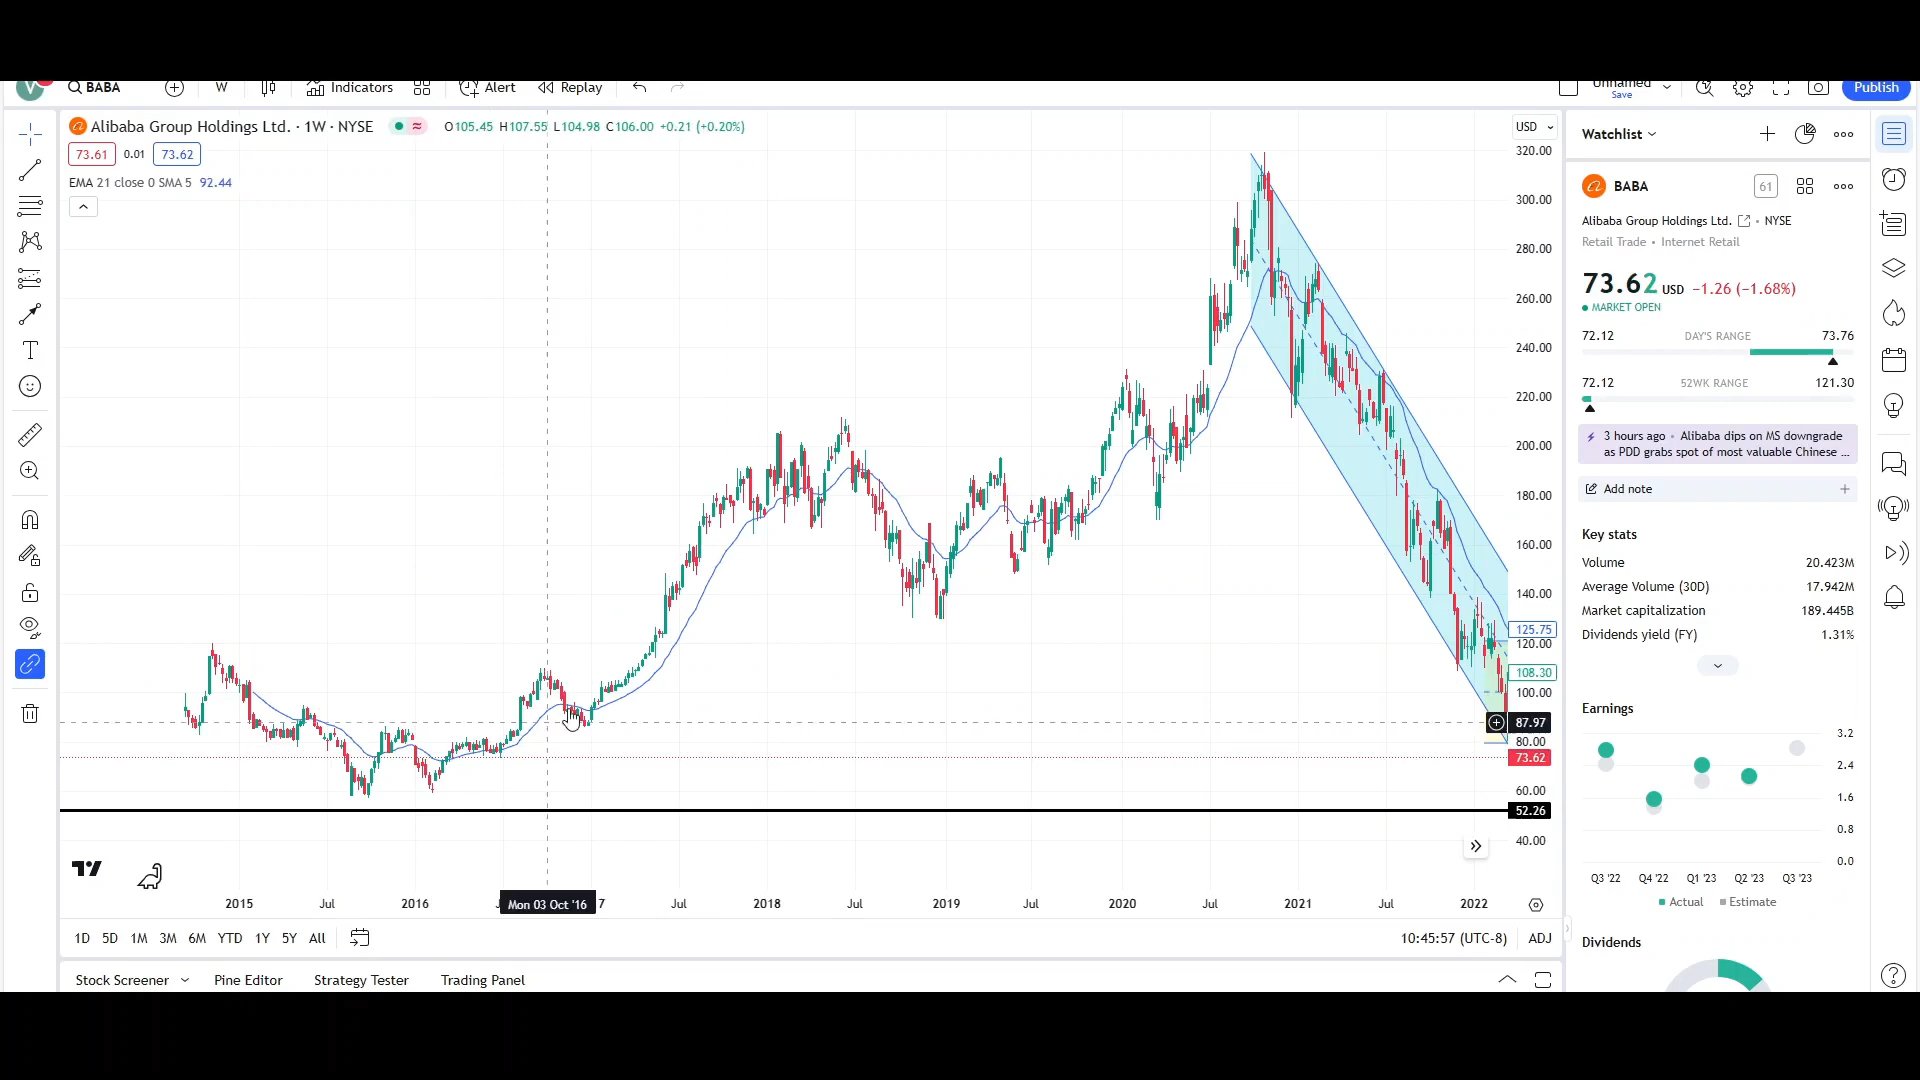 V BABA W Indicators Alert Replay Unnamed Save Publish
Alibaba Group Holdings Ltd. · 1W · NYSE O105.45 H107.55 L104.98 C106.00 +0.21 (+0.20%)
73.61 0.01 73.62
EMA 21 close 0 SMA 5 92.44
USD
320.00
300.00
280.00
260.00
240.00
220.00
200.00
180.00
160.00
140.00
125.75
120.00
108.30
100.00
87.97
80.00
73.62
60.00
52.26
40.00
2015 Jul 2016 Mon 03 Oct '16 7 Jul 2018 Jul 2019 Jul 2020 Jul 2021 Jul 2022
1D 5D 1M 3M 6M YTD 1Y 5Y All 10:45:57 (UTC-8) ADJ
Stock Screener Pine Editor Strategy Tester Trading Panel
Watchlist
BABA 61
Alibaba Group Holdings Ltd. • NYSE
Retail Trade • Internet Retail
73.62 USD −1.26 (−1.68%)
MARKET OPEN
72.12 DAY'S RANGE 73.76
72.12 52WK RANGE 121.30
3 hours ago • Alibaba dips on MS downgrade
as PDD grabs spot of most valuable Chinese ...
Add note
Key stats
Volume 20.423M
Average Volume (30D) 17.942M
Market capitalization 189.445B
Dividends yield (FY) 1.31%
Earnings
3.2
2.4
1.6
0.8
0.0
Q3 '22 Q4 '22 Q1 '23 Q2 '23 Q3 '23
Actual Estimate
Dividends